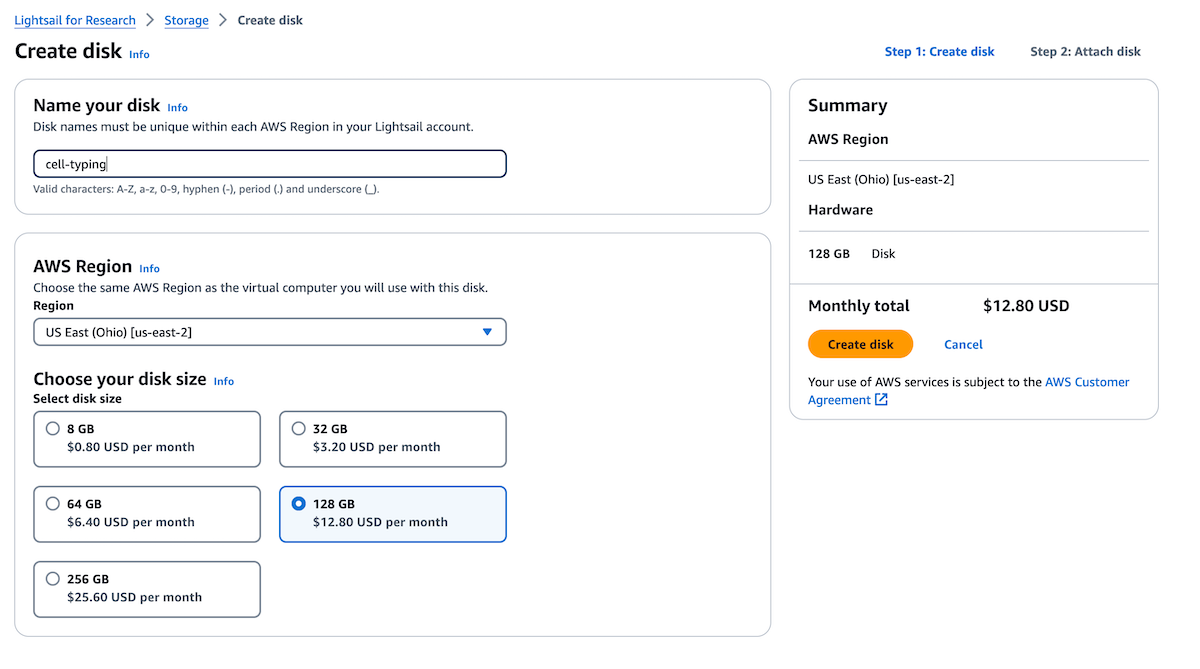 Lightsail for Research > Storage > Create disk
Create disk Info
Step 1: Create disk Step 2: Attach disk
Name your disk Info
Disk names must be unique within each AWS Region in your Lightsail account.
cell-typing
Valid characters: A-Z, a-z, 0-9, hyphen (-), period (.) and underscore (_).
AWS Region Info
Choose the same AWS Region as the virtual computer you will use with this disk.
Region
US East (Ohio) [us-east-2]
Choose your disk size Info
Select disk size
8 GB
$0.80 USD per month
32 GB
$3.20 USD per month
64 GB
$6.40 USD per month
128 GB
$12.80 USD per month
256 GB
$25.60 USD per month
Summary
AWS Region
US East (Ohio) [us-east-2]
Hardware
128 GB Disk
Monthly total $12.80 USD
Create disk Cancel
Your use of AWS services is subject to the AWS Customer
Agreement